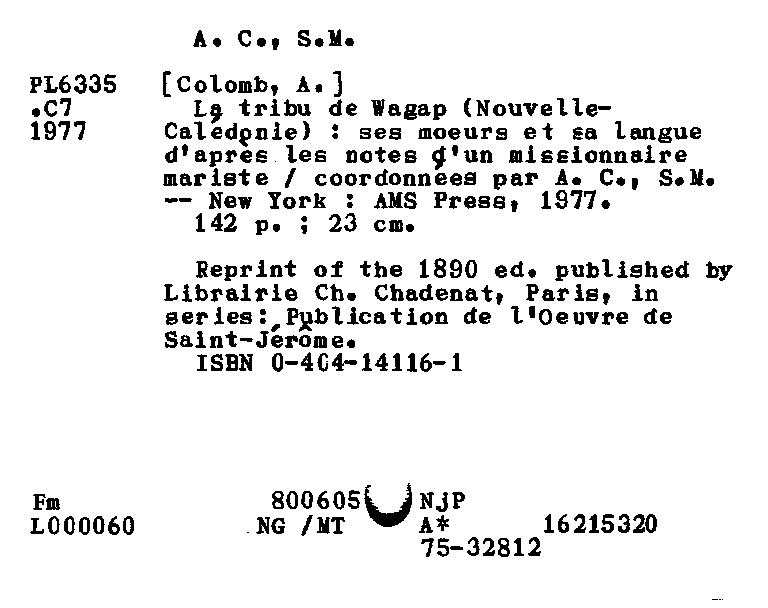 A. C., S.M.
PL6335 [Colomb, A.]
.C7 La tribu de Wagap (Nouvelle-
1977 Calédonie) : ses moeurs et sa langue
d'après les notes d'un missionnaire
mariste / coordonnées par A. C., S.M.
-- New York : AMS Press, 1977.
142 p. ; 23 cm.
Reprint of the 1890 ed. published by
Librairie Ch. Chadenat, Paris, in
series: Publication de l'Oeuvre de
Saint-Jérôme.
ISBN 0-404-14116-1
Fm 800605 NjP
L000060 NG /MT A* 16215320
75-32812